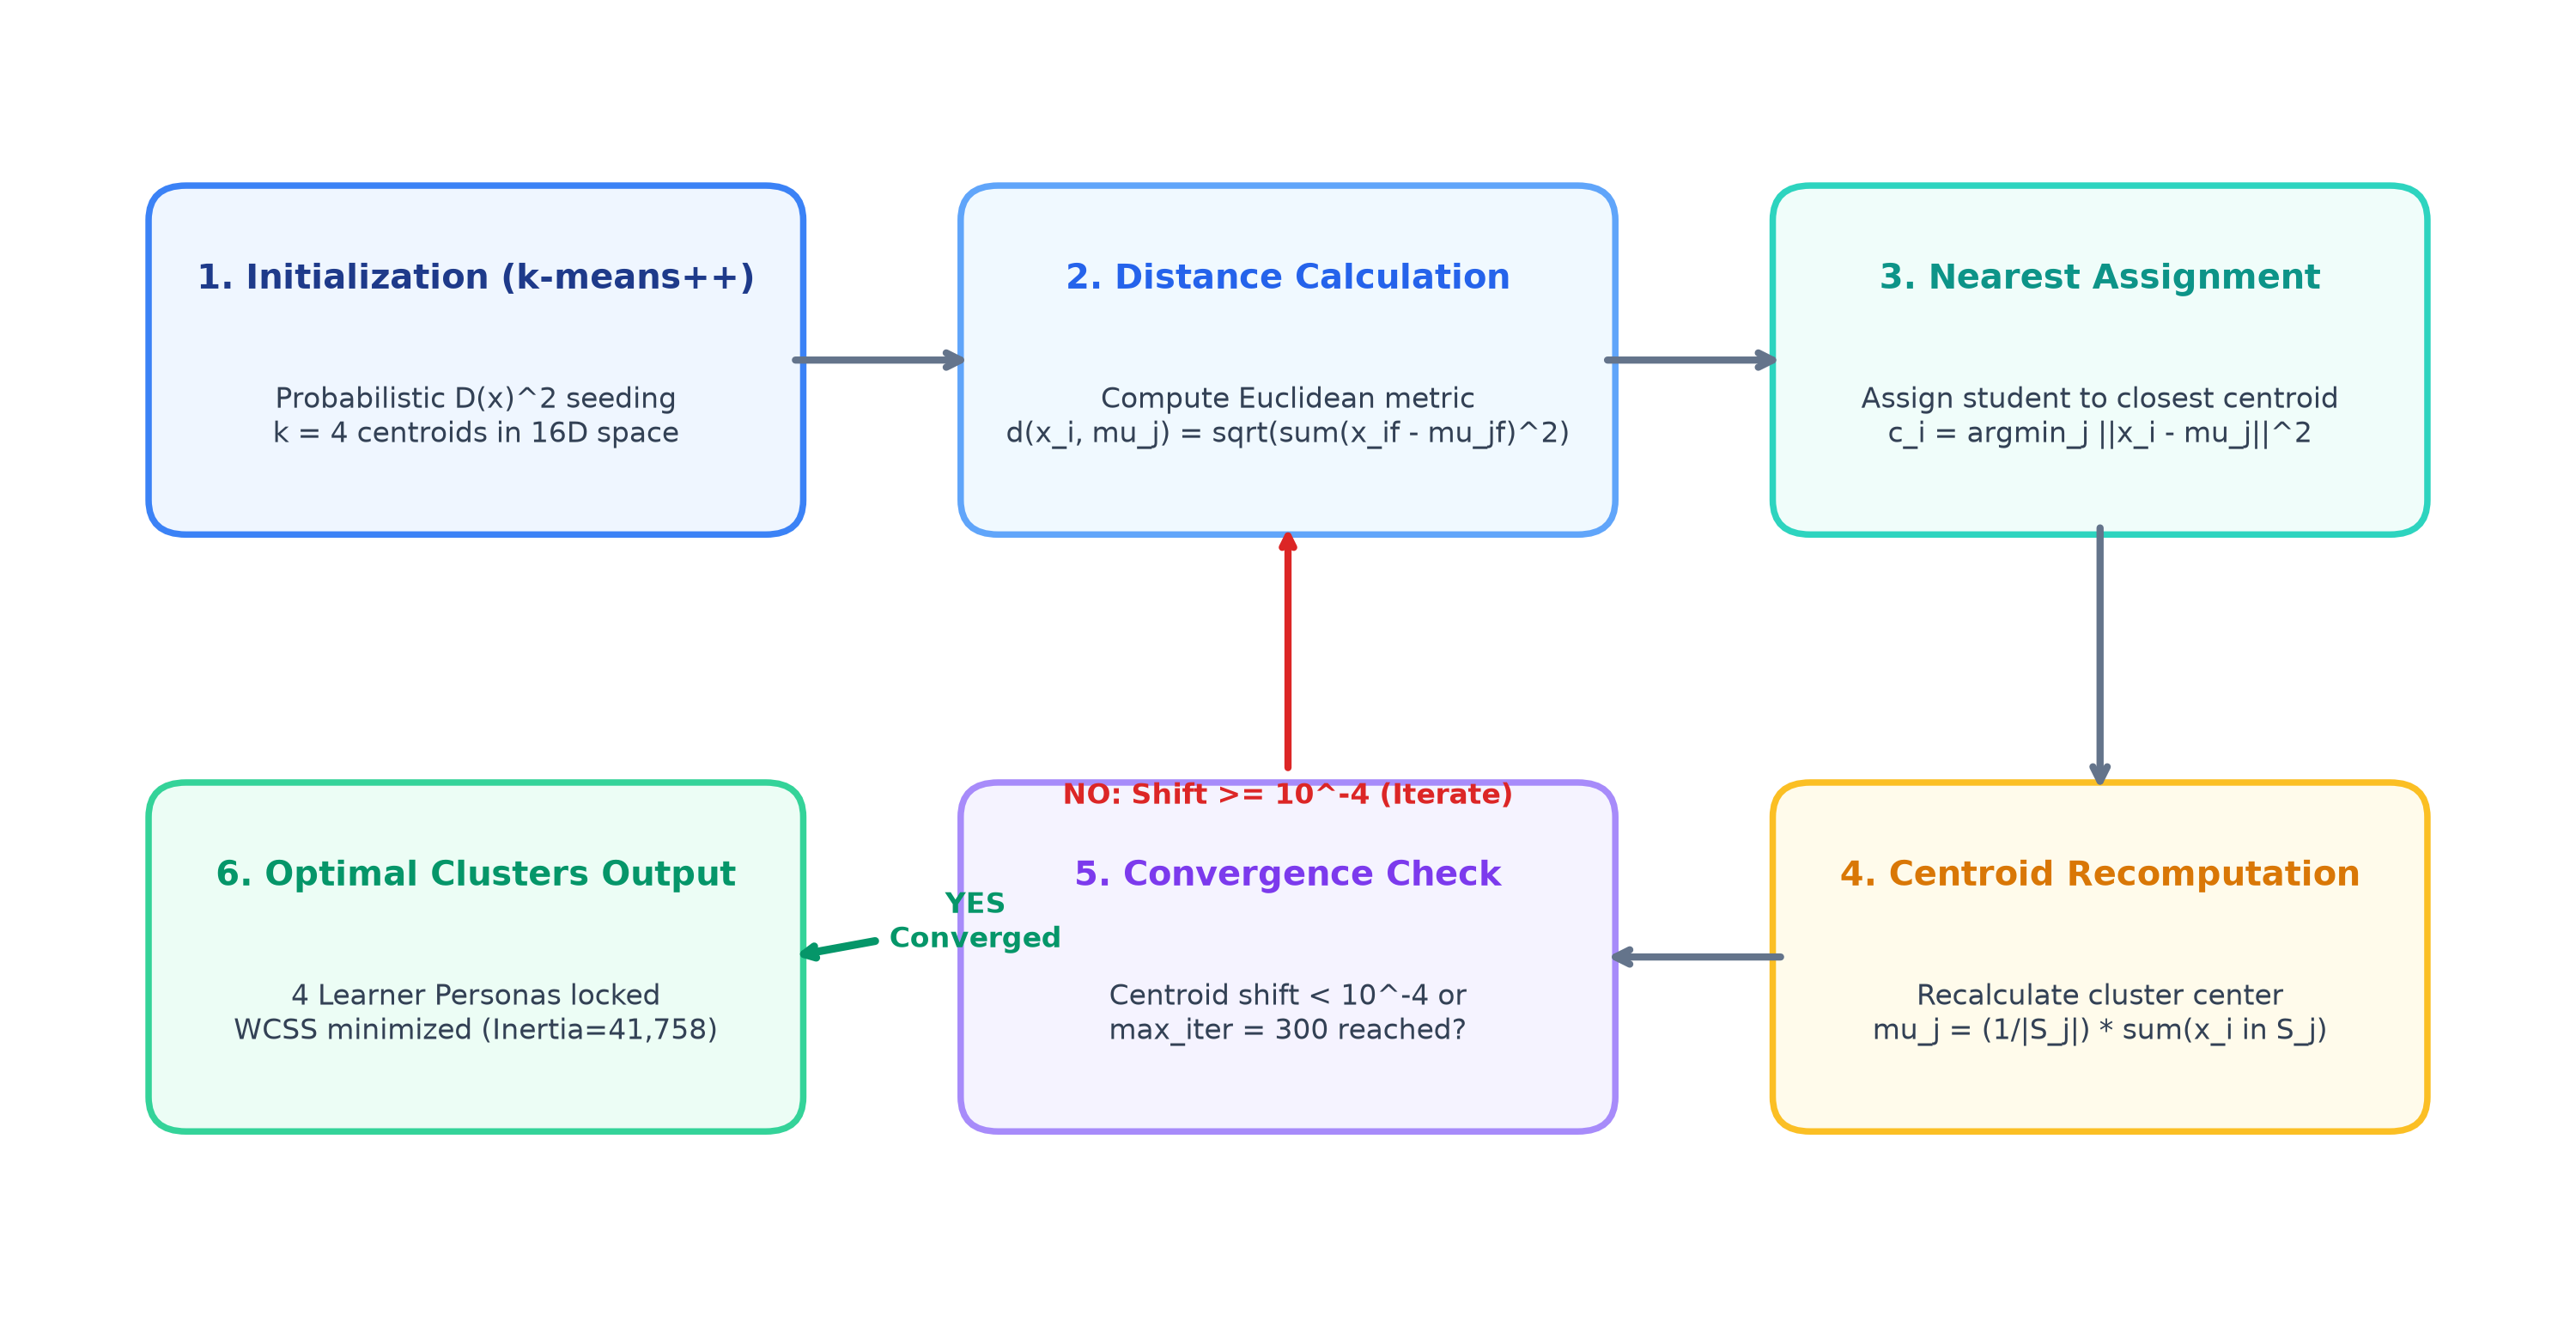 1. Initialization (k-means++)
Probabilistic D(x)^2 seeding
k = 4 centroids in 16D space
2. Distance Calculation
Compute Euclidean metric
d(x_i, mu_j) = sqrt(sum(x_if - mu_jf)^2)
3. Nearest Assignment
Assign student to closest centroid
c_i = argmin_j ||x_i - mu_j||^2
4. Centroid Recomputation
Recalculate cluster center
mu_j = (1/|S_j|) * sum(x_i in S_j)
NO: Shift >= 10^-4 (Iterate)
5. Convergence Check
Centroid shift < 10^-4 or
max_iter = 300 reached?
YES
Converged
6. Optimal Clusters Output
4 Learner Personas locked
WCSS minimized (Inertia=41,758)